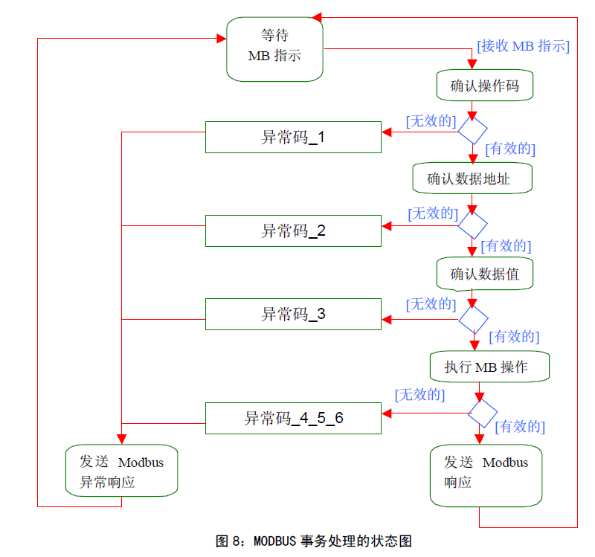 等待
MB 指示
[接收 MB 指示]
确认操作码
[无效的]
异常码_1
[有效的]
确认数据地址
[无效的]
异常码_2
[有效的]
确认数据值
[无效的]
异常码_3
[有效的]
执行 MB 操作
[无效的]
异常码_4_5_6
[有效的]
发送 Modbus
异常响应
发送 Modbus
响应
图 8：MODBUS 事务处理的状态图